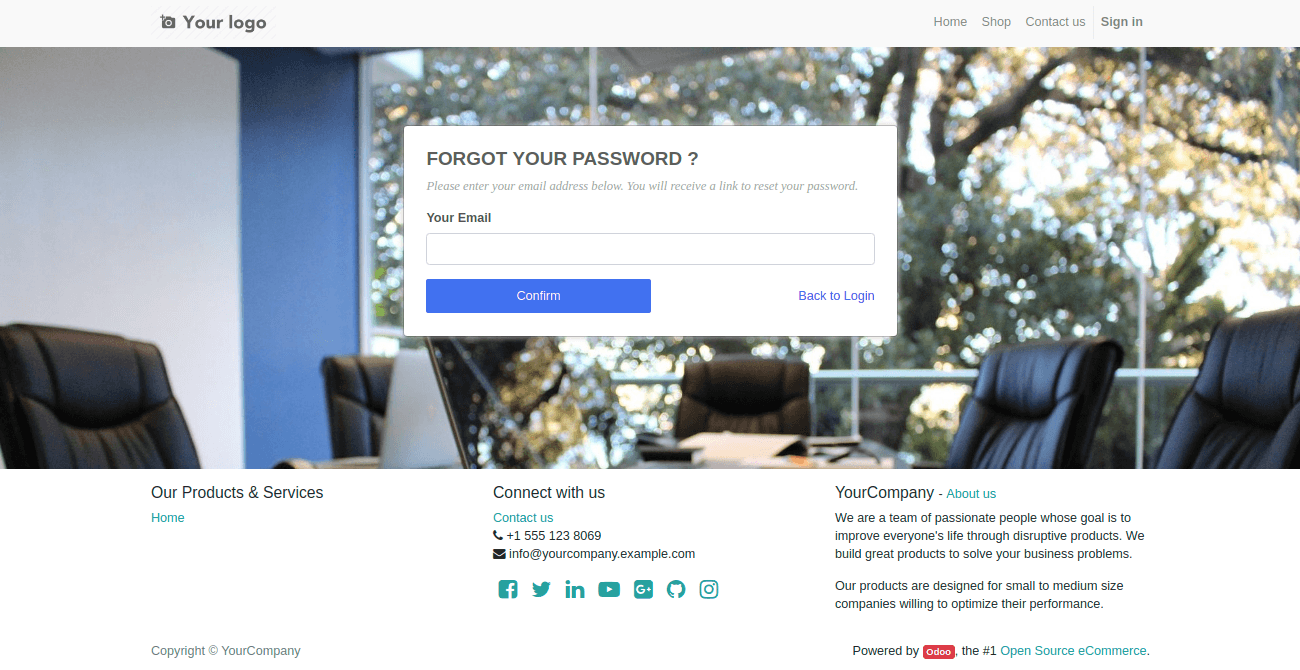 Your logo
Home Shop Contact us Sign in
FORGOT YOUR PASSWORD ?
Please enter your email address below. You will receive a link to reset your password.
Your Email
Confirm
Back to Login
Our Products & Services
Home
Connect with us
Contact us
+1 555 123 8069
info@yourcompany.example.com
YourCompany - About us
We are a team of passionate people whose goal is to
improve everyone's life through disruptive products. We
build great products to solve your business problems.
Our products are designed for small to medium size
companies willing to optimize their performance.
Copyright © YourCompany
Powered by Odoo, the #1 Open Source eCommerce.